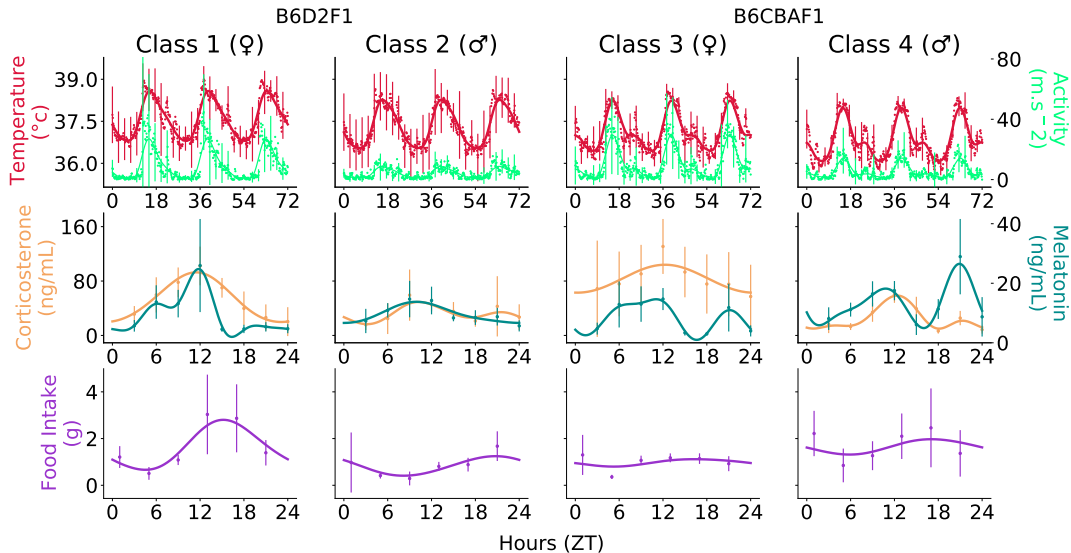 B6D2F1 B6CBAF1
Class 1 (♀) Class 2 (♂) Class 3 (♀) Class 4 (♂)
Temperature
(°c)
39.0
37.5
36.0
80
40
0
Activity
(m.s⁻2)
0 18 36 54 72 0 18 36 54 72 0 18 36 54 72 0 18 36 54 72
Corticosterone
(ng/mL)
160
80
0
40
20
0
Melatonin
(ng/mL)
0 6 12 18 24 0 6 12 18 24 0 6 12 18 24 0 6 12 18 24
Food Intake
(g)
4
2
0
0 6 12 18 24 0 6 12 18 24 0 6 12 18 24 0 6 12 18 24
Hours (ZT)